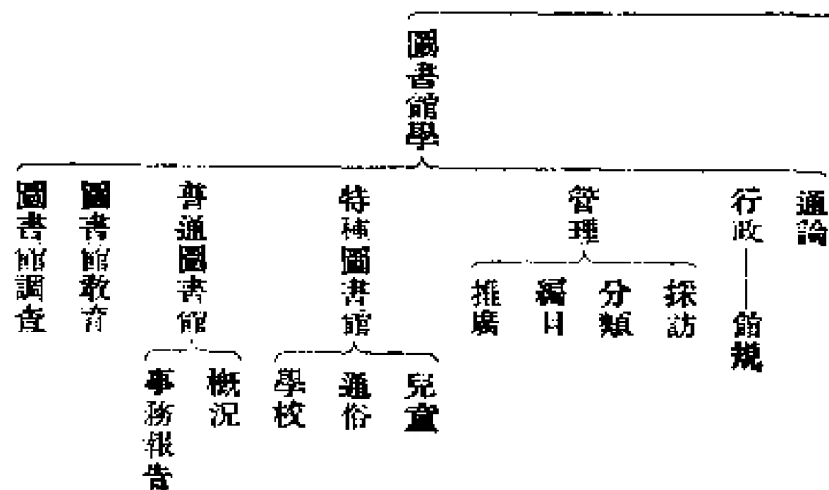 圖書館學
通論
行政
館規
管理
採訪
分類
編目
推廣
特種圖書館
兒童
通俗
學校
普通圖書館
概況
事務報告
圖書館教育
圖書館調查